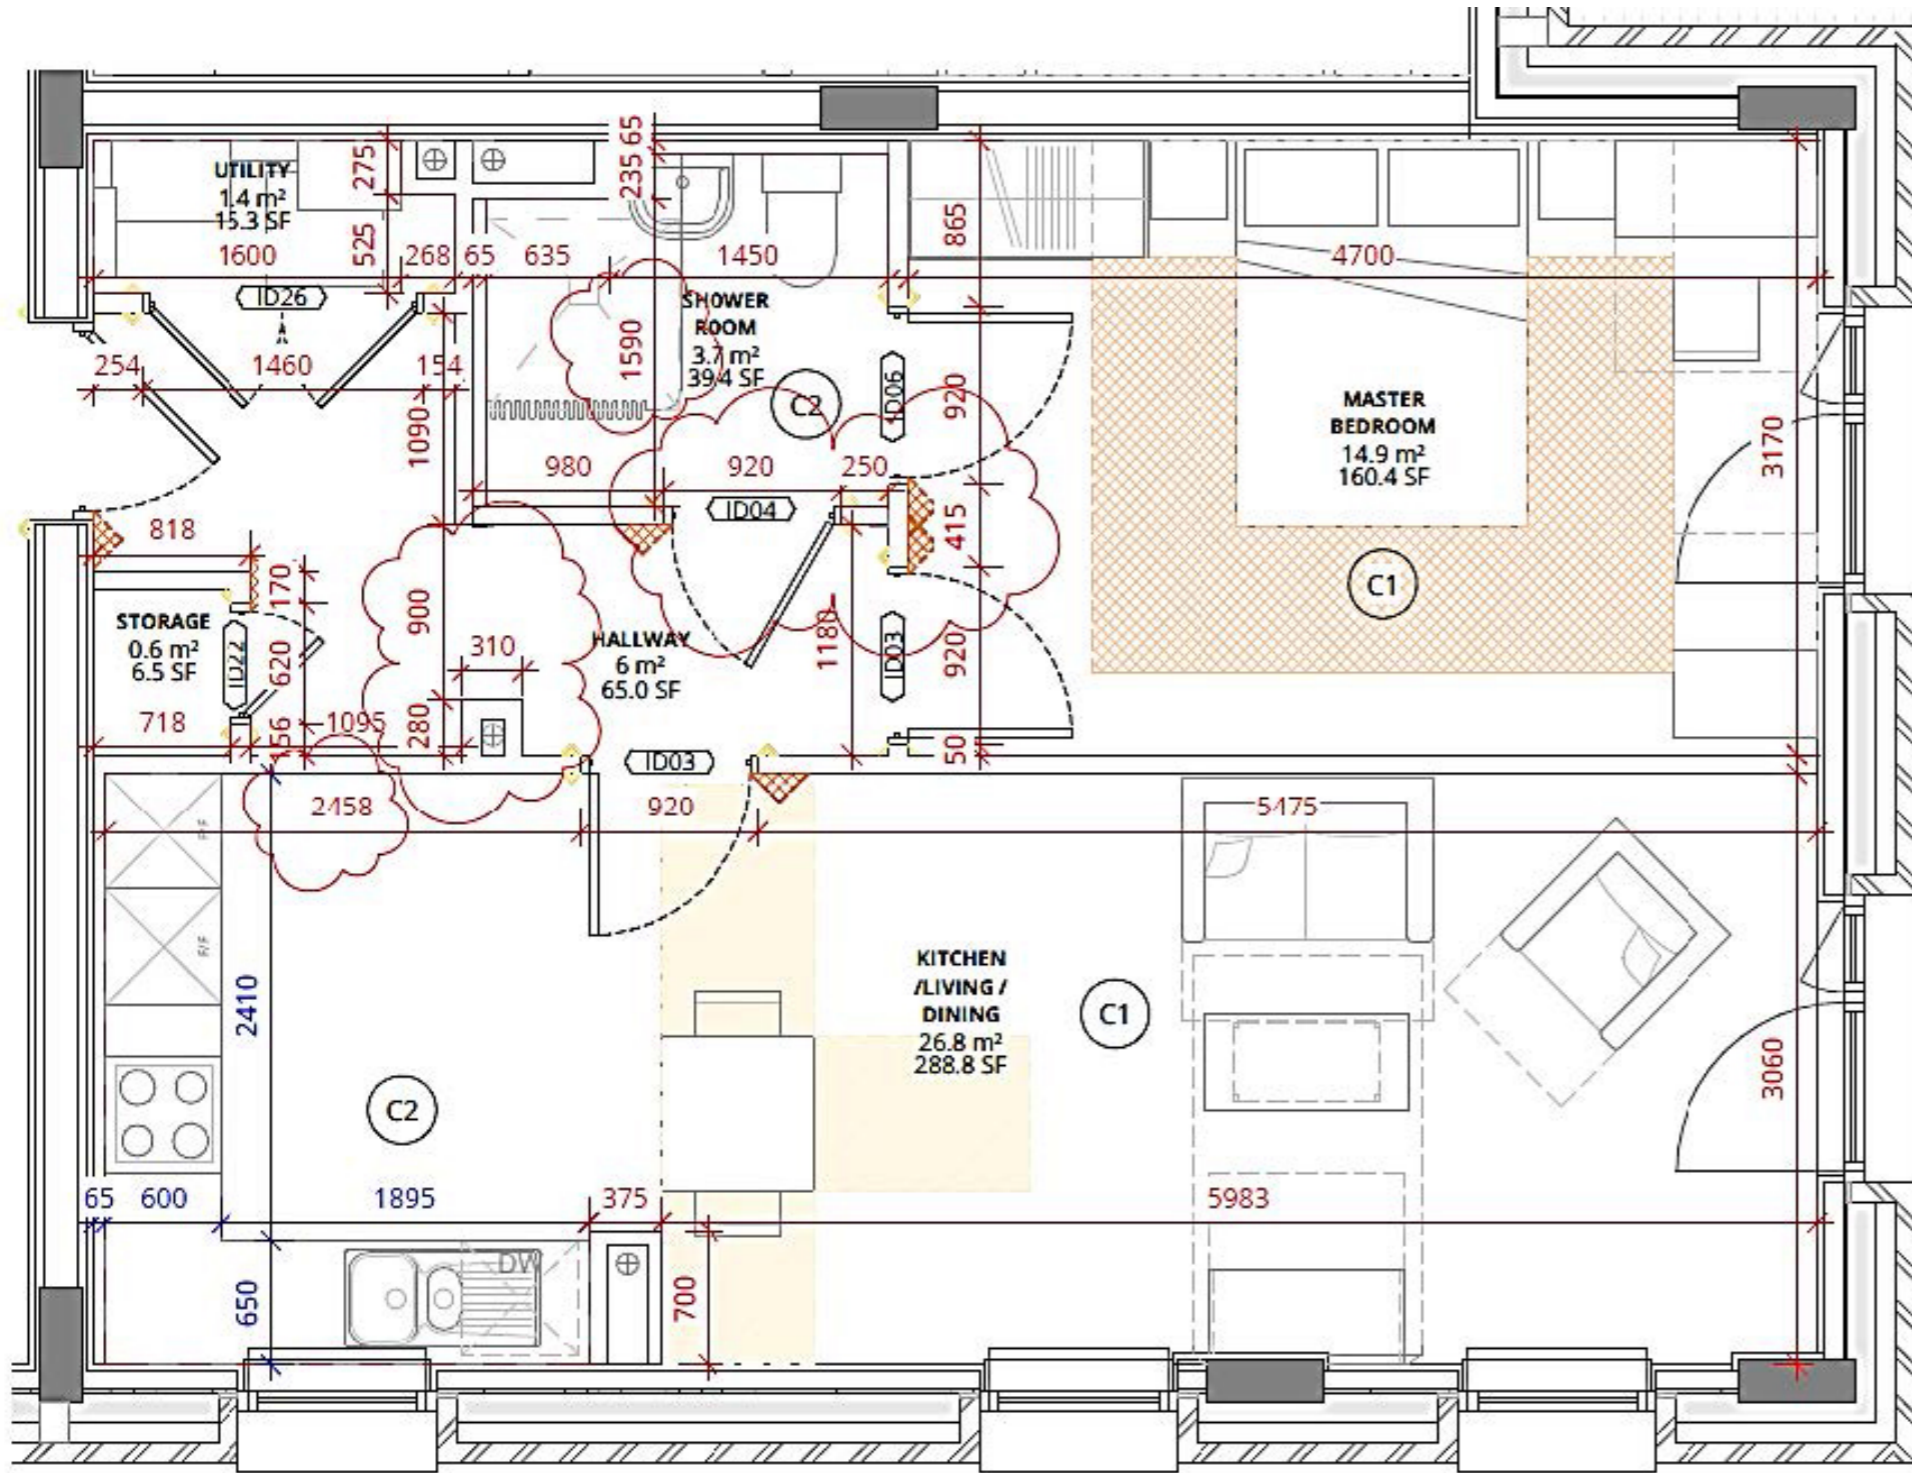 65
275
235
UTILITY
1.4 m²
15.3 SF
525
865
1600
268
65
635
1450
4700
ID26
SHOWER
ROOM
3.7 m²
39.4 SF
1590
254
1460
154
C2
ID06
920
MASTER
BEDROOM
14.9 m²
160.4 SF
3170
1090
980
920
250
ID04
415
818
170
C1
STORAGE
0.6 m²
6.5 SF
ID22
620
900
310
HALLWAY
6 m²
65.0 SF
1180
ID03
920
718
156
1095
280
50
ID03
2458
920
5475
F/F
F/F
2410
KITCHEN
/LIVING /
DINING
26.8 m²
288.8 SF
C1
3060
C2
65
600
1895
375
5983
DW
650
700